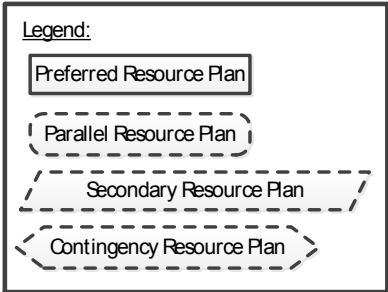 Legend:
Preferred Resource Plan
Parallel Resource Plan
Secondary Resource Plan
Contingency Resource Plan